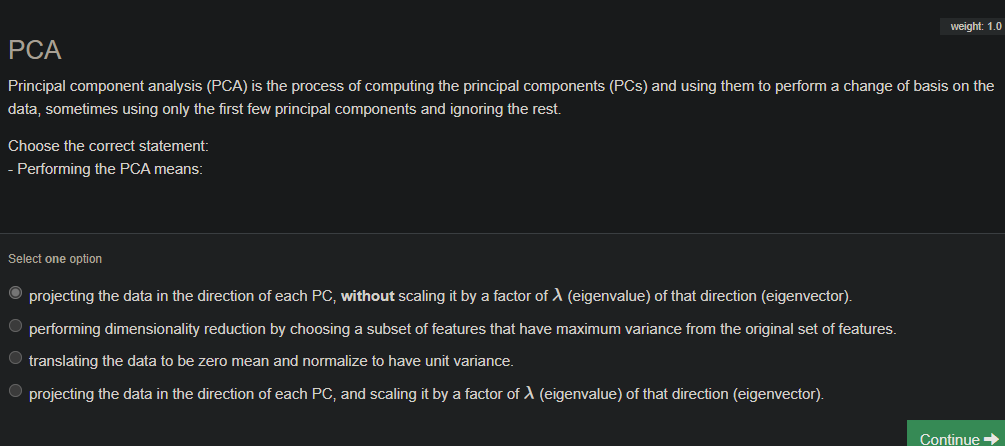 weight: 1.0
PCA
Principal component analysis (PCA) is the process of computing the principal components (PCs) and using them to perform a change of basis on the
data, sometimes using only the first few principal components and ignoring the rest.
Choose the correct statement:
- Performing the PCA means:
Select one option
projecting the data in the direction of each PC, without scaling it by a factor of λ (eigenvalue) of that direction (eigenvector).
performing dimensionality reduction by choosing a subset of features that have maximum variance from the original set of features.
translating the data to be zero mean and normalize to have unit variance.
projecting the data in the direction of each PC, and scaling it by a factor of λ (eigenvalue) of that direction (eigenvector).
Continue ➔